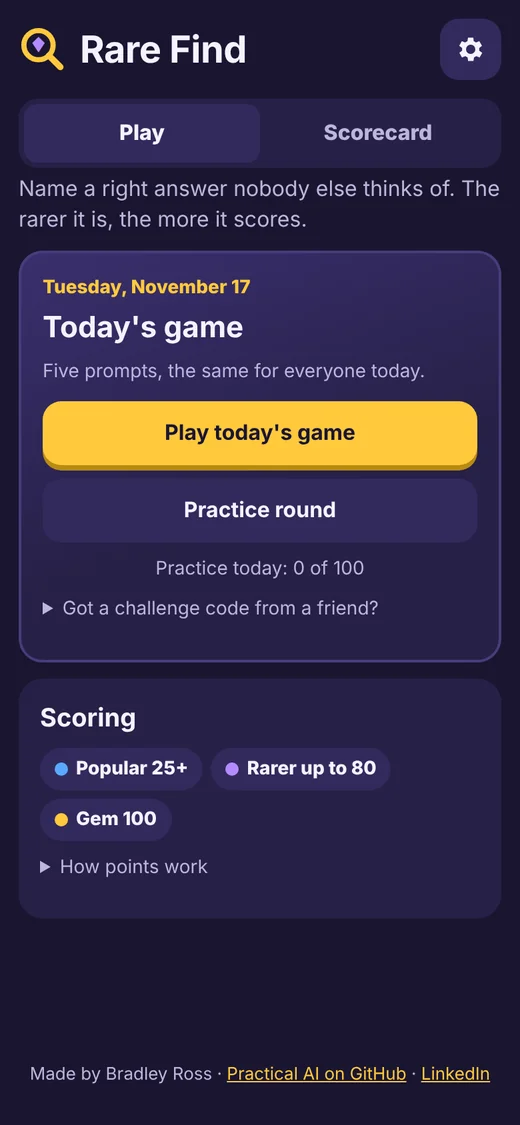 Rare Find
Play
Scorecard
Name a right answer nobody else thinks of. The
rarer it is, the more it scores.
Tuesday, November 17
Today's game
Five prompts, the same for everyone today.
Play today's game
Practice round
Practice today: 0 of 100
Got a challenge code from a friend?
Scoring
Popular 25+
Rarer up to 80
Gem 100
How points work
Made by Bradley Ross · Practical AI on GitHub · LinkedIn